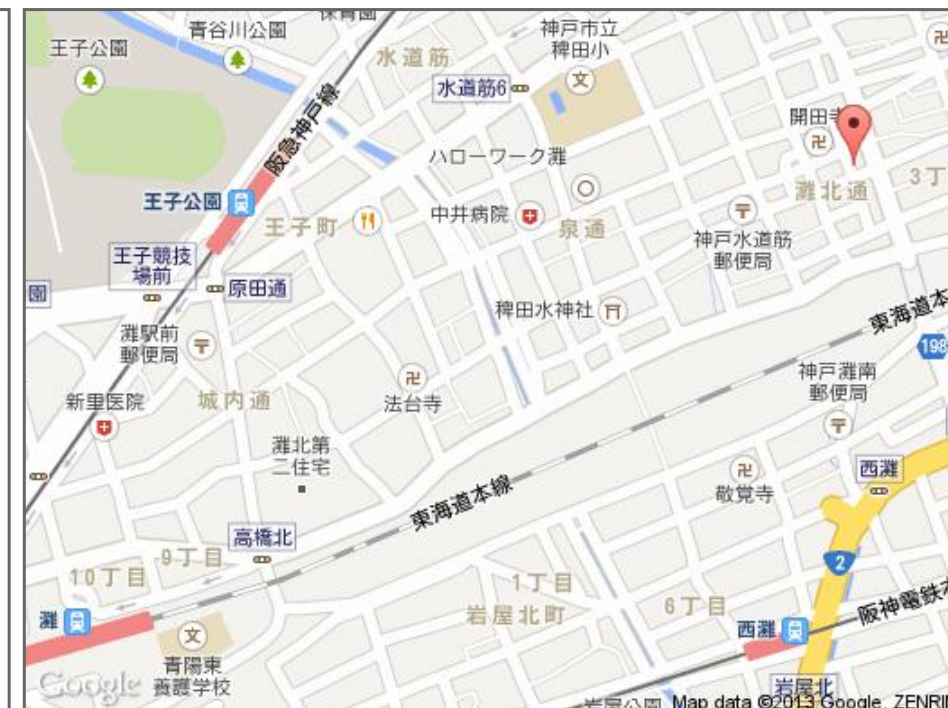 青谷川公園
王子公園
水道筋
神戸市立
稗田小
水道筋6
阪急神戸線
開田寺
ハローワーク灘
灘北通
3丁
王子公園
王子町
中井病院
泉通
神戸水道筋
郵便局
王子競技
場前
園
原田通
稗田水神社
東海道本
灘駅前
郵便局
198
神戸灘南
郵便局
新里医院
城内通
法台寺
灘北第
二住宅
敬覚寺
西灘
東海道本線
高橋北
9丁目
10丁目
2
1丁目
岩屋北町
6丁目
阪神電鉄本
灘
西灘
青陽東
養護学校
岩屋北
岩屋公園
Google
Map data ©2013 Google, ZENRI